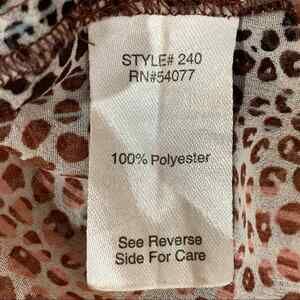 STYLE# 240
RN#54077
100% Polyester
See Reverse
Side For Care